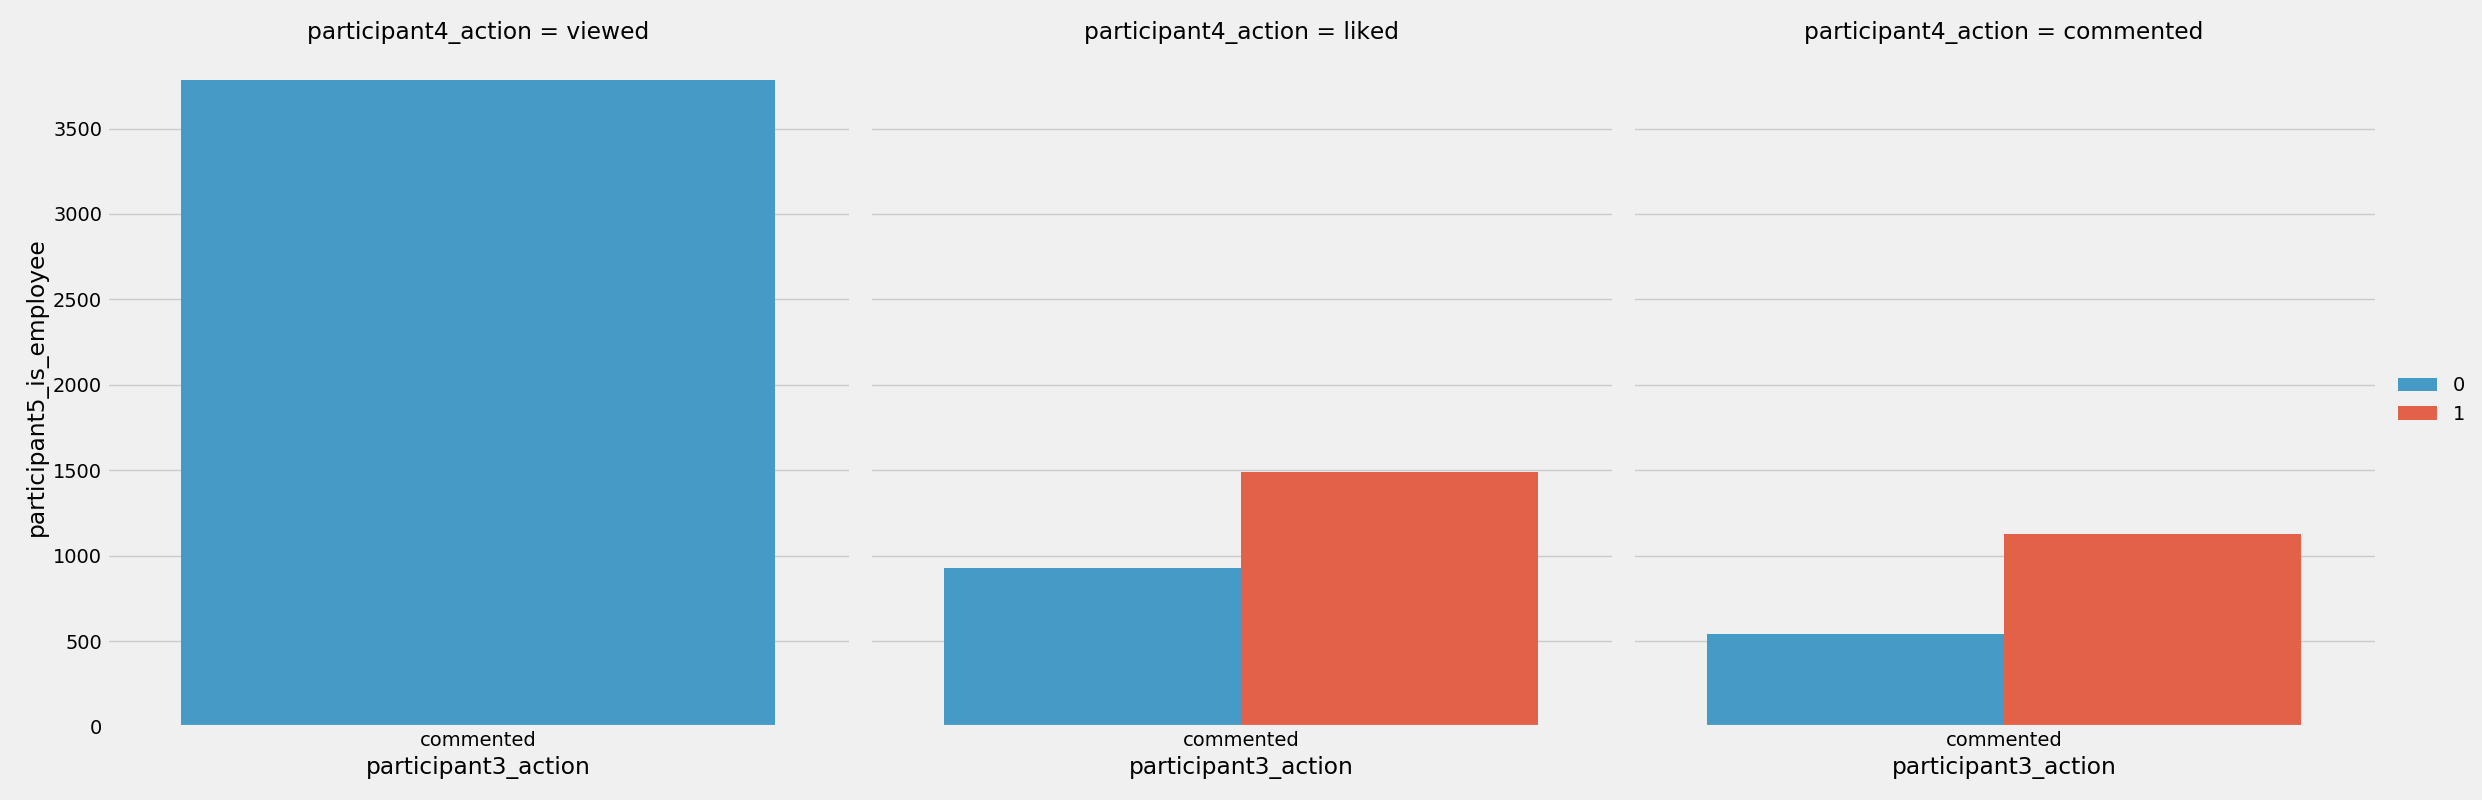 participant4_action = viewed
participant4_action = liked
participant4_action = commented
participant5_is_employee
3500
3000
2500
2000
1500
1000
500
0
commented
commented
commented
participant3_action
participant3_action
participant3_action
0
1